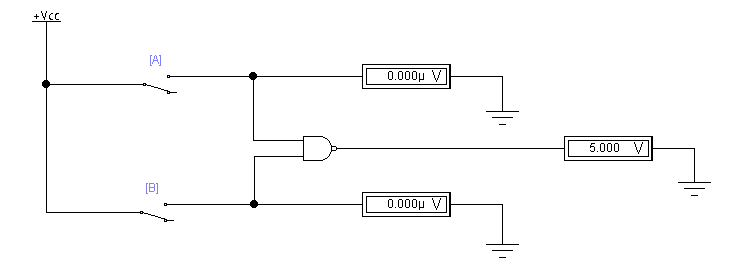 +Vcc
[A]
0.000µ V
5.000 V
[B]
0.000µ V